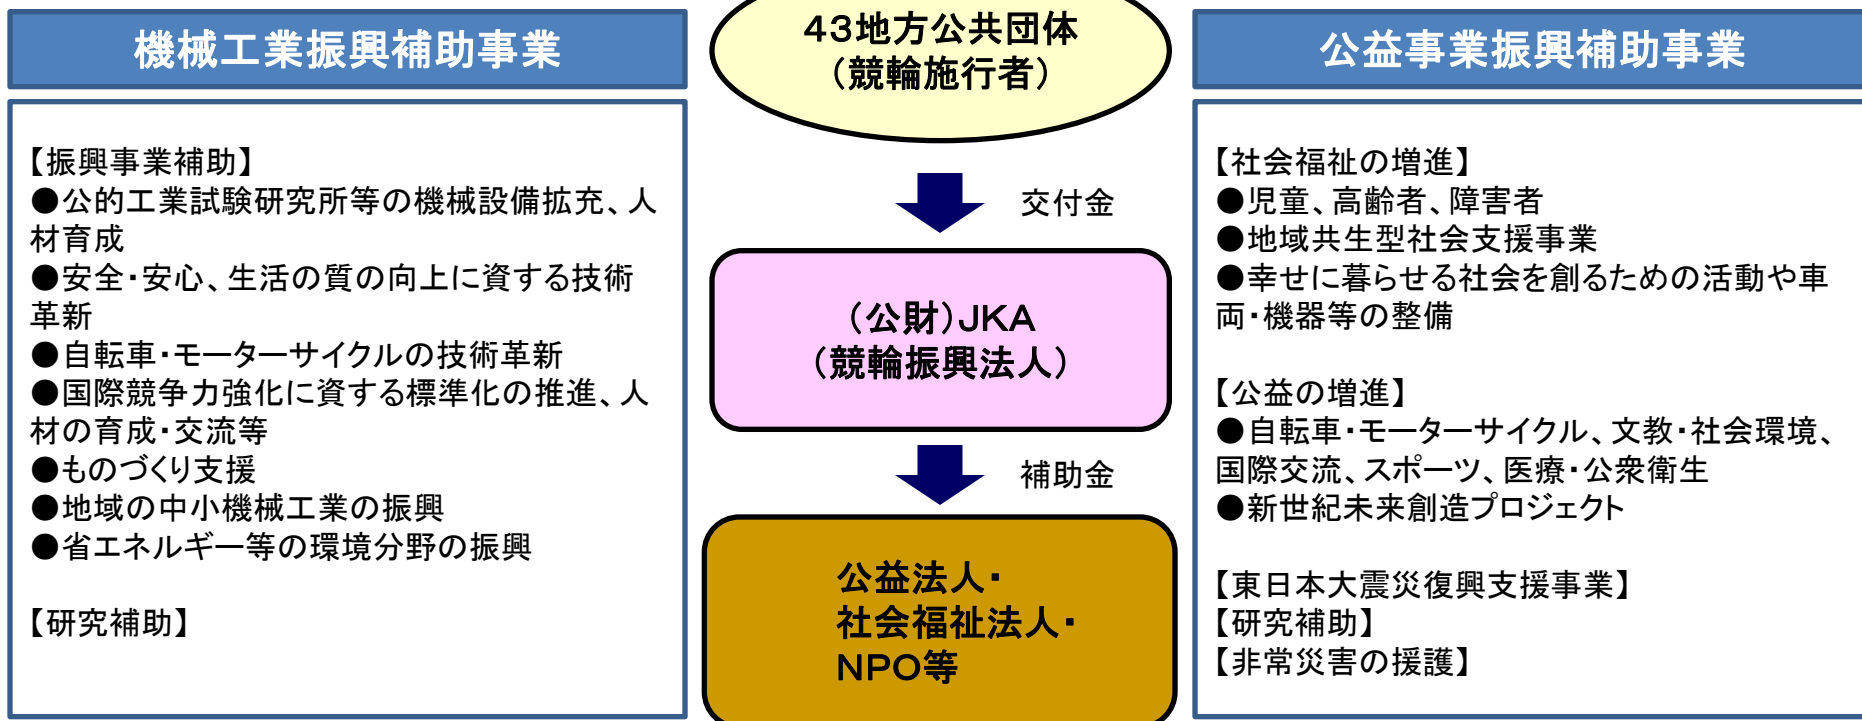 機械工業振興補助事業
【振興事業補助】
●公的工業試験研究所等の機械設備拡充、人
材育成
●安全・安心、生活の質の向上に資する技術
革新
●自転車・モーターサイクルの技術革新
●国際競争力強化に資する標準化の推進、人
材の育成・交流等
●ものづくり支援
●地域の中小機械工業の振興
●省エネルギー等の環境分野の振興
【研究補助】
43地方公共団体
（競輪施行者）
交付金
（公財）JKA
（競輪振興法人）
補助金
公益法人・
社会福祉法人・
NPO等
公益事業振興補助事業
【社会福祉の増進】
●児童、高齢者、障害者
●地域共生型社会支援事業
●幸せに暮らせる社会を創るための活動や車
両・機器等の整備
【公益の増進】
●自転車・モーターサイクル、文教・社会環境、
国際交流、スポーツ、医療・公衆衛生
●新世紀未来創造プロジェクト
【東日本大震災復興支援事業】
【研究補助】
【非常災害の援護】